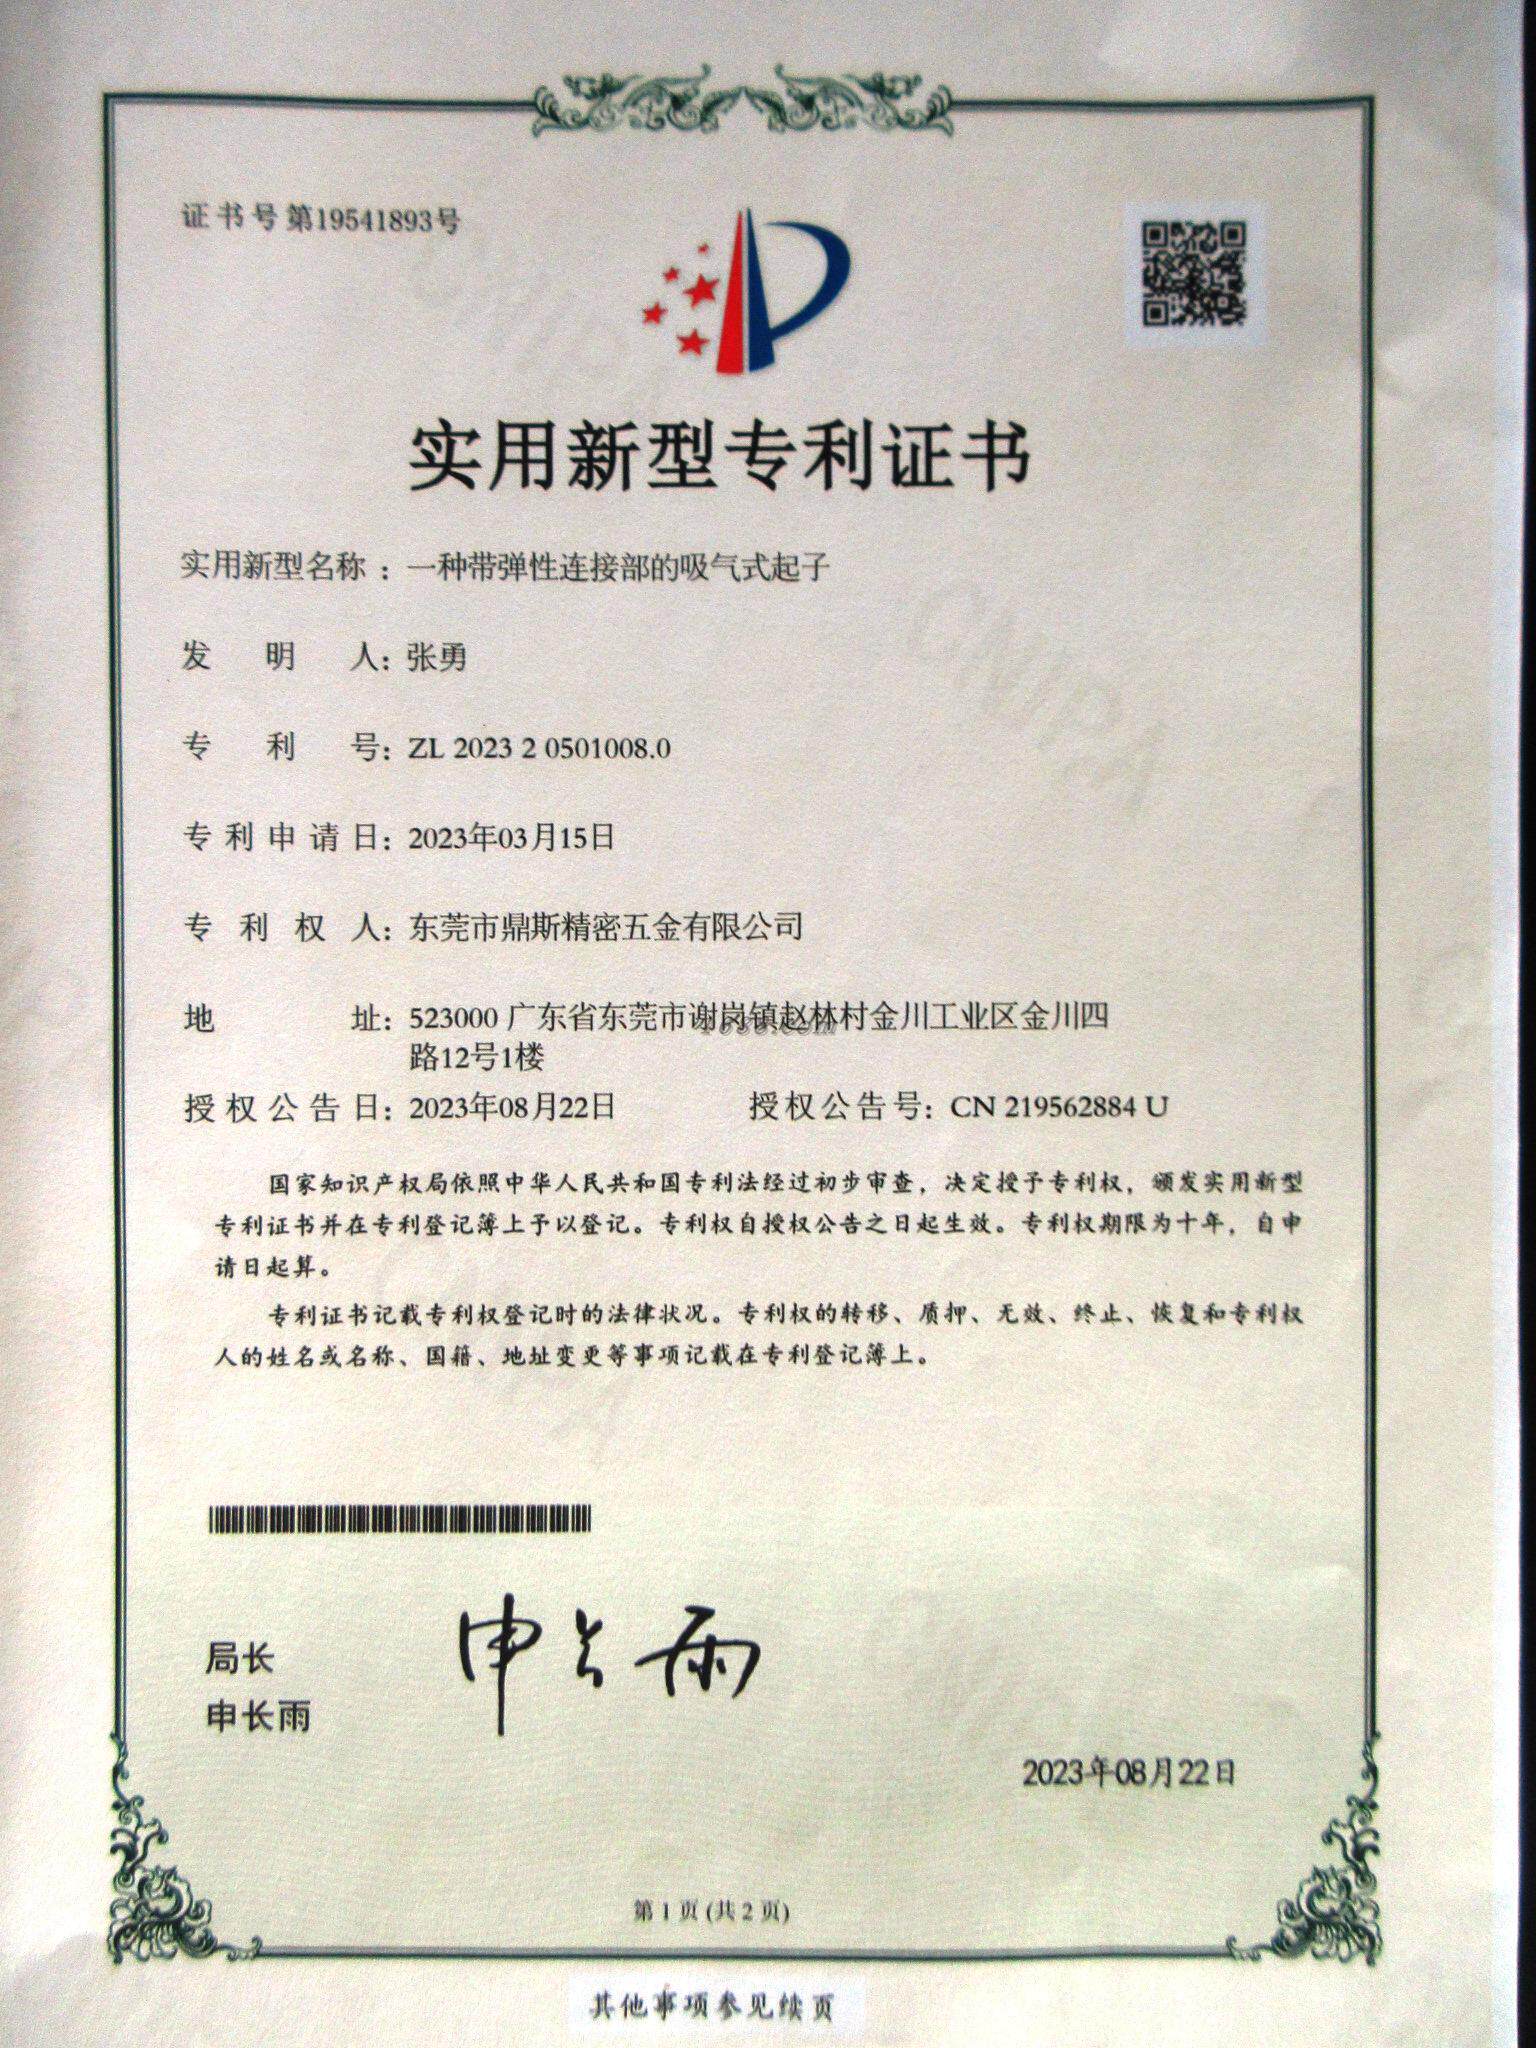 证书号第19541893号
实用新型专利证书
实用新型名称：一种带弹性连接部的吸气式起子
发明人：张勇
专利号：ZL 2023 2 0501008.0
专利申请日：2023年03月15日
专利权人：东莞市鼎斯精密五金有限公司
地址：523000 广东省东莞市谢岗镇赵林村金川工业区金川四
路12号1楼
授权公告日：2023年08月22日 授权公告号：CN 219562884 U
国家知识产权局依照中华人民共和国专利法经过初步审查，决定授予专利权，颁发实用新型
专利证书并在专利登记簿上予以登记。专利权自授权公告之日起生效。专利权期限为十年，自申
请日起算。
专利证书记载专利权登记时的法律状况。专利权的转移、质押、无效、终止、恢复和专利权
人的姓名或名称、国籍、地址变更等事项记载在专利登记簿上。
局长
申长雨
申长雨
2023年08月22日
第 1 页 (共 2 页)
其他事项参见续页